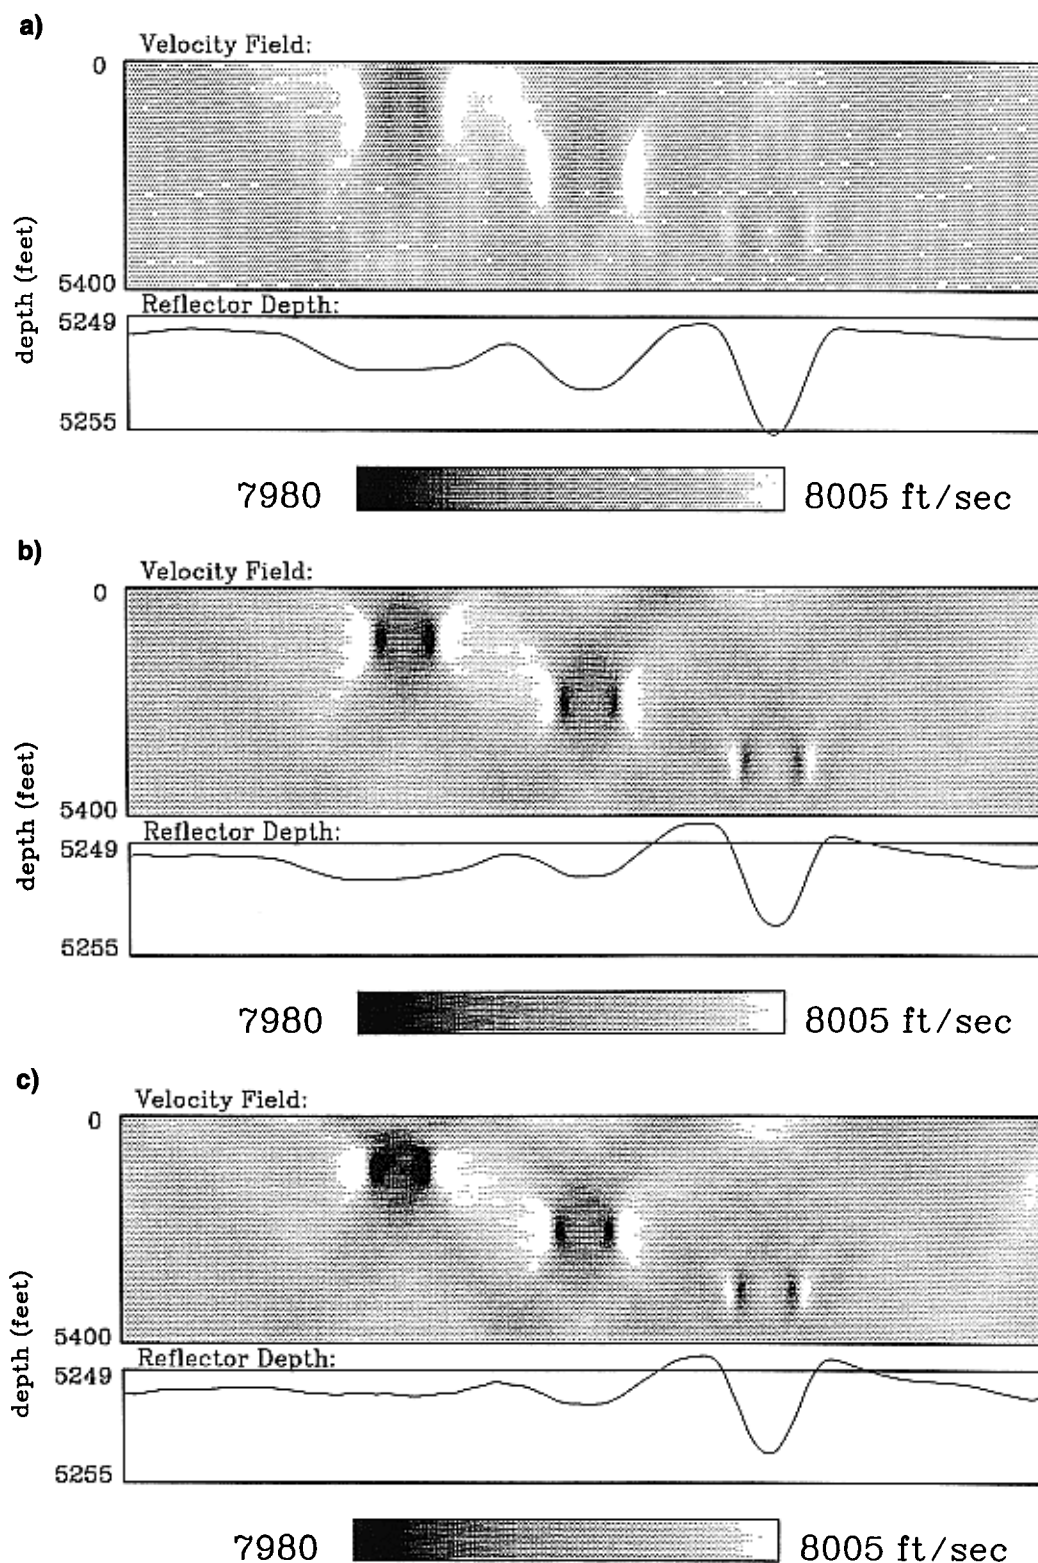 a)
Velocity Field:
0
depth (feet)
5400
Reflector Depth:
5249
5255
7980 8005 ft/sec
b)
Velocity Field:
0
depth (feet)
5400
Reflector Depth:
5249
5255
7980 8005 ft/sec
c)
Velocity Field:
0
depth (feet)
5400
Reflector Depth:
5249
5255
7980 8005 ft/sec